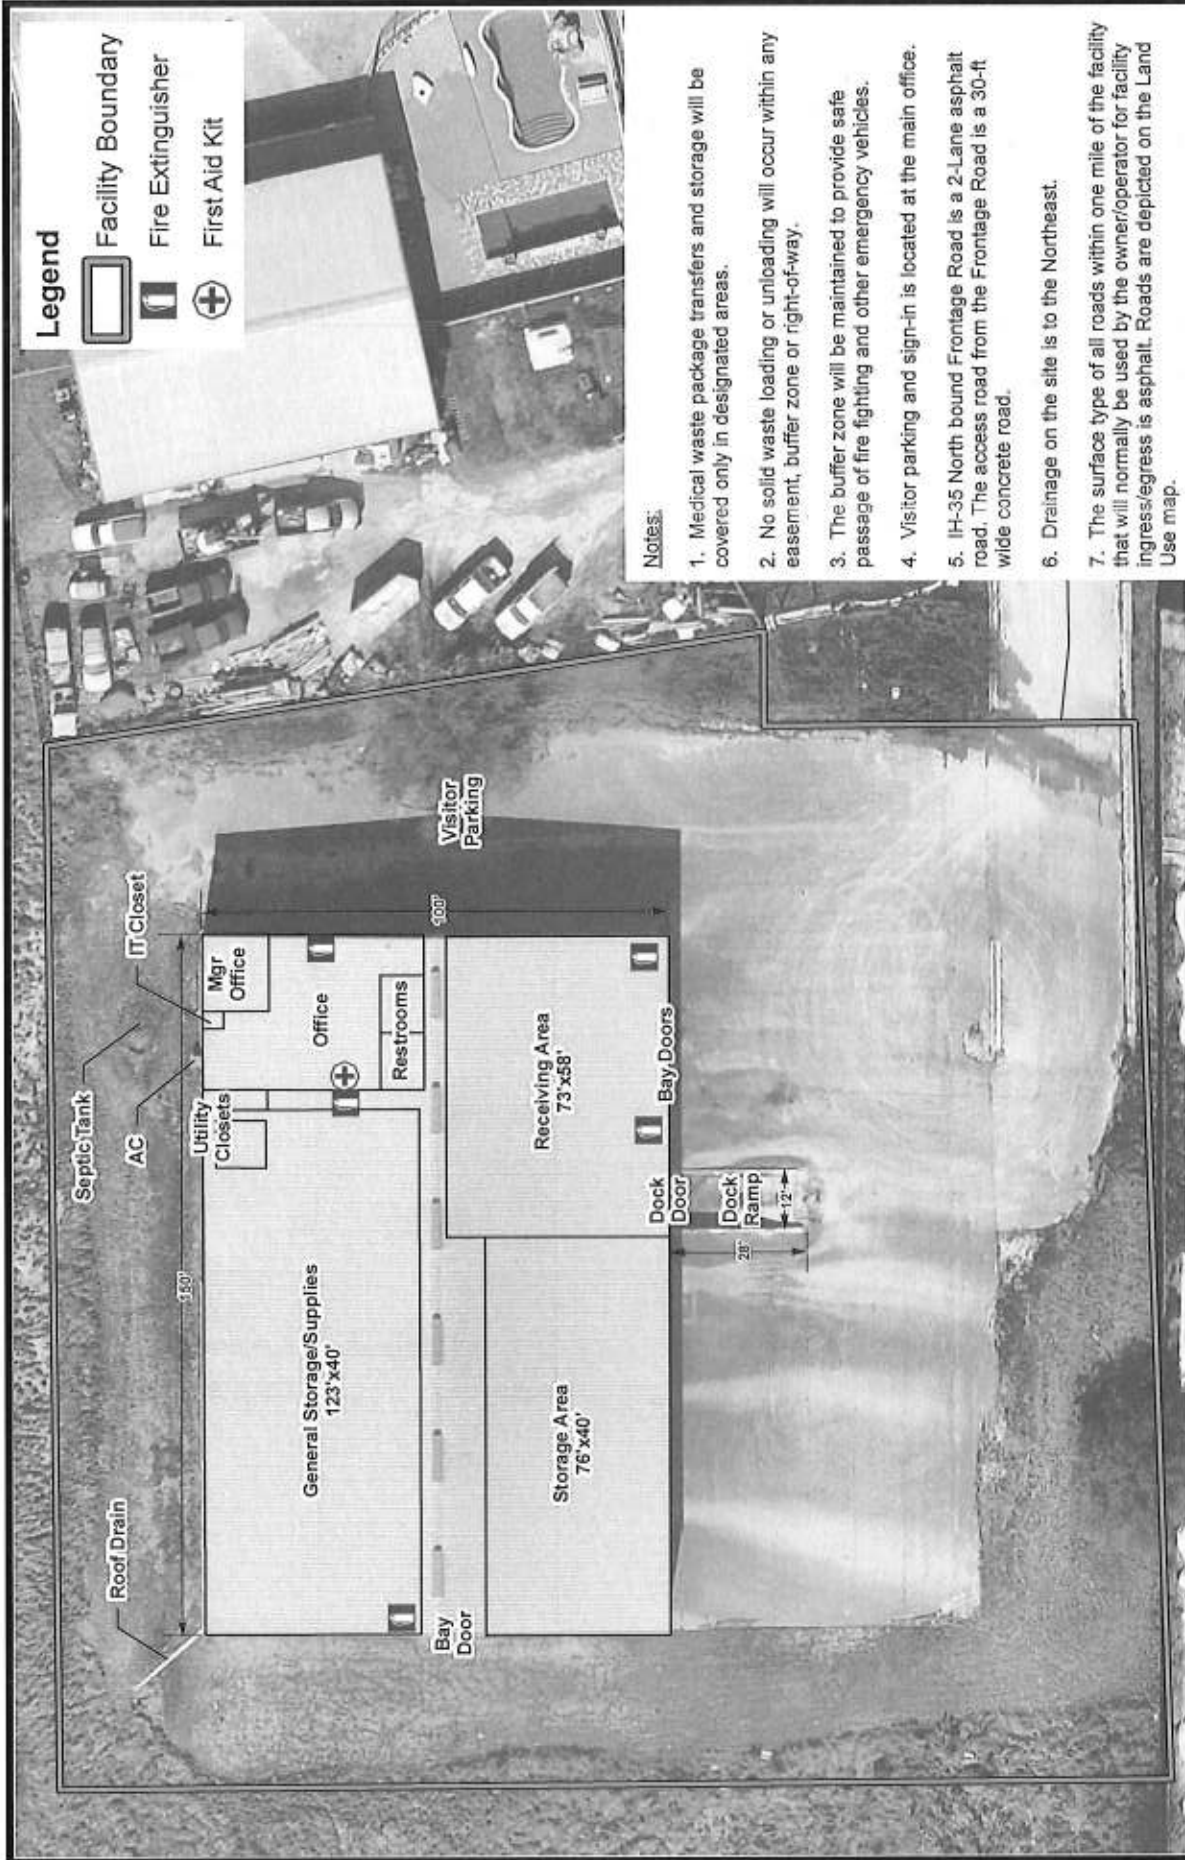 Legend
Facility Boundary
Fire Extinguisher
First Aid Kit
Roof Drain
Septic Tank
AC
IT Closet
150'
Utility
Closets
Mgr
Office
General Storage/Supplies
123'x40'
Office
Restrooms
100'
Visitor
Parking
Bay
Door
Storage Area
76'x40'
Receiving Area
73'x58'
Dock
Door
Bay Doors
Dock
Ramp
28'
12'
Notes:
1. Medical waste package transfers and storage will be
covered only in designated areas.
2. No solid waste loading or unloading will occur within any
easement, buffer zone or right-of-way.
3. The buffer zone will be maintained to provide safe
passage of fire fighting and other emergency vehicles.
4. Visitor parking and sign-in is located at the main office.
5. IH-35 North bound Frontage Road is a 2-Lane asphalt
road. The access road from the Frontage Road is a 30-ft
wide concrete road.
6. Drainage on the site is to the Northeast.
7. The surface type of all roads within one mile of the facility
that will normally be used by the owner/operator for facility
ingress/egress is asphalt. Roads are depicted on the Land
Use map.